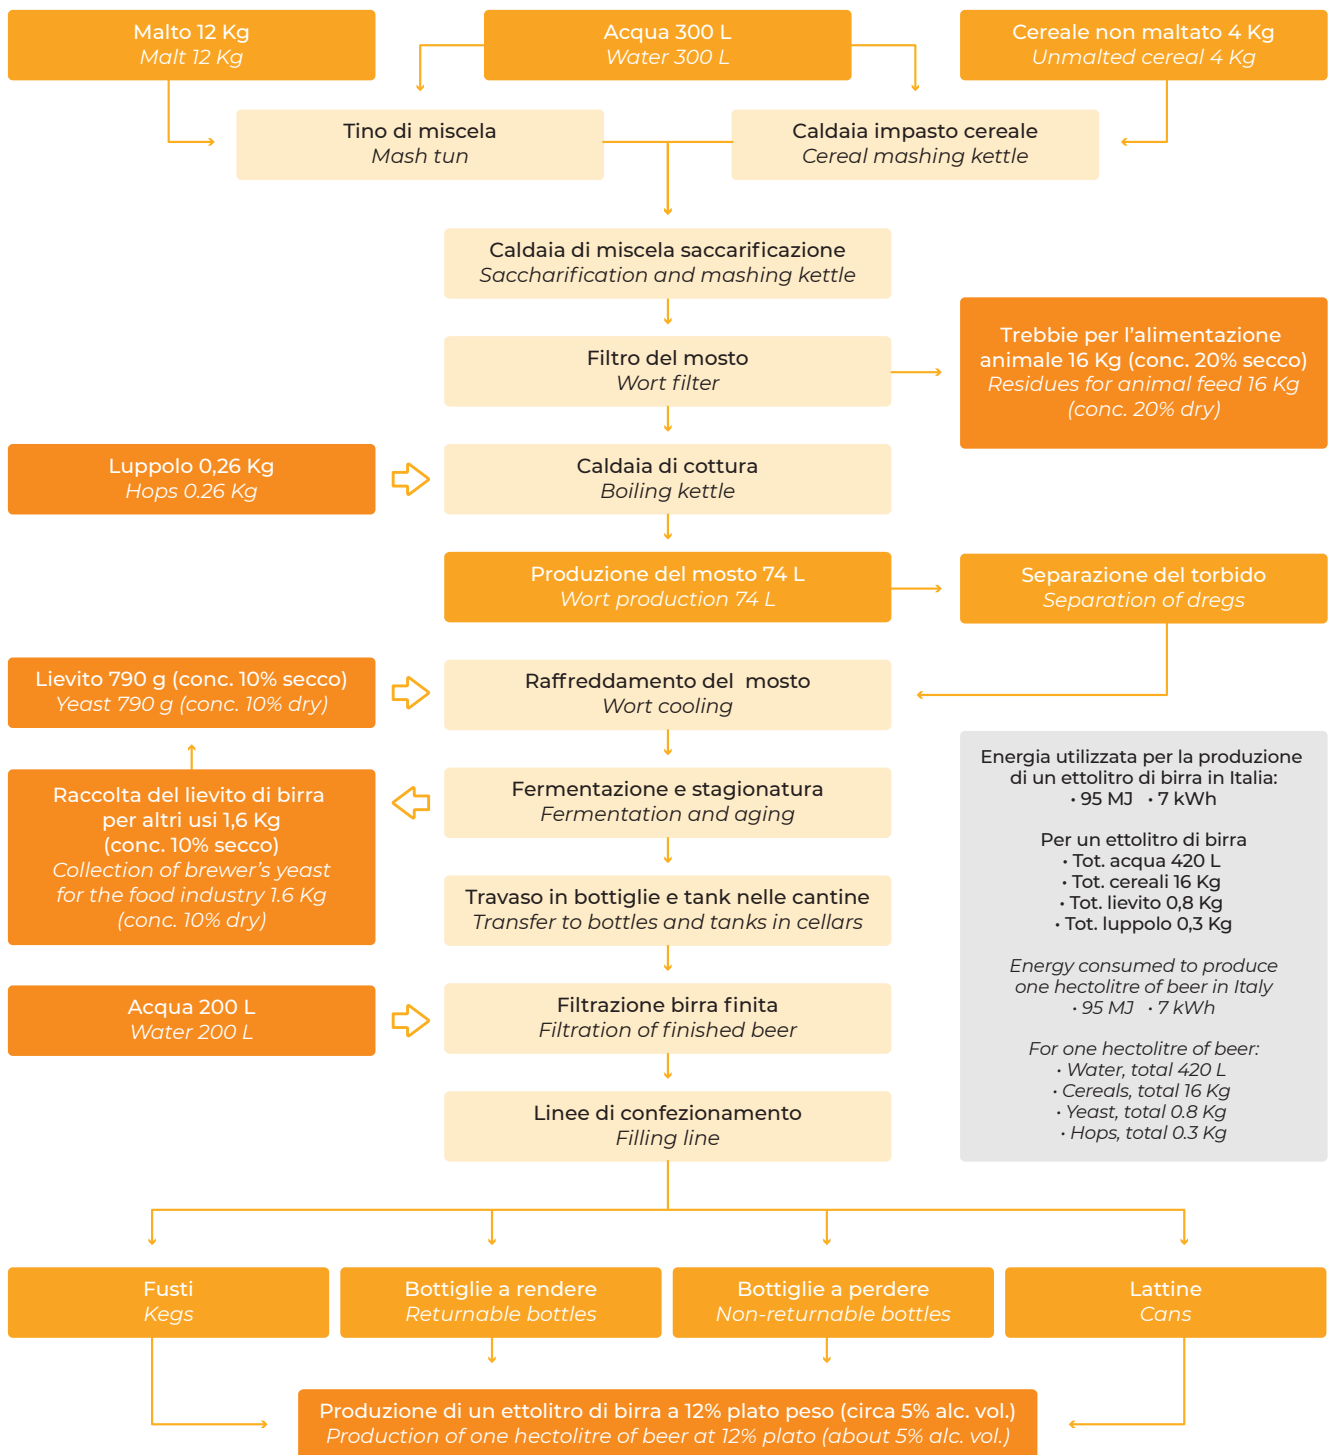 Malto 12 Kg
Malt 12 Kg
Acqua 300 L
Water 300 L
Cereale non maltato 4 Kg
Unmalted cereal 4 Kg
Tino di miscela
Mash tun
Caldaia impasto cereale
Cereal mashing kettle
Caldaia di miscela saccarificazione
Saccharification and mashing kettle
Filtro del mosto
Wort filter
Trebbie per l’alimentazione
animale 16 Kg (conc. 20% secco)
Residues for animal feed 16 Kg
(conc. 20% dry)
Luppolo 0,26 Kg
Hops 0.26 Kg
Caldaia di cottura
Boiling kettle
Produzione del mosto 74 L
Wort production 74 L
Separazione del torbido
Separation of dregs
Lievito 790 g (conc. 10% secco)
Yeast 790 g (conc. 10% dry)
Raffreddamento del mosto
Wort cooling
Raccolta del lievito di birra
per altri usi 1,6 Kg
(conc. 10% secco)
Collection of brewer’s yeast
for the food industry 1.6 Kg
(conc. 10% dry)
Fermentazione e stagionatura
Fermentation and aging
Travaso in bottiglie e tank nelle cantine
Transfer to bottles and tanks in cellars
Acqua 200 L
Water 200 L
Filtrazione birra finita
Filtration of finished beer
Linee di confezionamento
Filling line
Energia utilizzata per la produzione
di un ettolitro di birra in Italia:
• 95 MJ • 7 kWh
Per un ettolitro di birra
• Tot. acqua 420 L
• Tot. cereali 16 Kg
• Tot. lievito 0,8 Kg
• Tot. luppolo 0,3 Kg
Energy consumed to produce
one hectolitre of beer in Italy
• 95 MJ • 7 kWh
For one hectolitre of beer:
• Water, total 420 L
• Cereals, total 16 Kg
• Yeast, total 0.8 Kg
• Hops, total 0.3 Kg
Fusti
Kegs
Bottiglie a rendere
Returnable bottles
Bottiglie a perdere
Non-returnable bottles
Lattine
Cans
Produzione di un ettolitro di birra a 12% plato peso (circa 5% alc. vol.)
Production of one hectolitre of beer at 12% plato (about 5% alc. vol.)